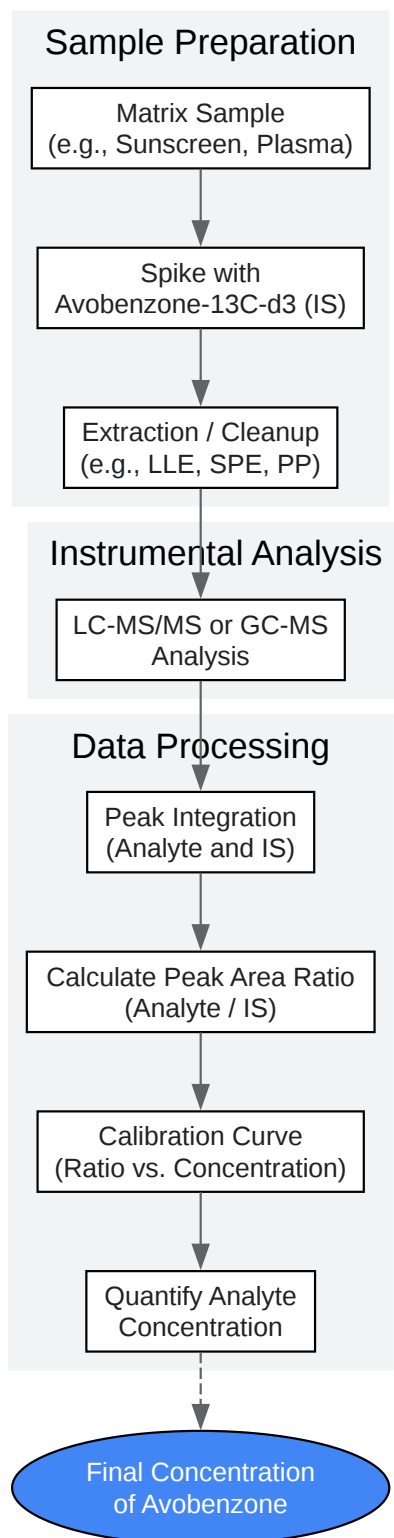 Sample Preparation
Matrix Sample
(e.g., Sunscreen, Plasma)
Spike with
Avobenzone-13C-d3 (IS)
Extraction / Cleanup
(e.g., LLE, SPE, PP)
Instrumental Analysis
LC-MS/MS or GC-MS
Analysis
Data Processing
Peak Integration
(Analyte and IS)
Calculate Peak Area Ratio
(Analyte / IS)
Calibration Curve
(Ratio vs. Concentration)
Quantify Analyte
Concentration
Final Concentration
of Avobenzone